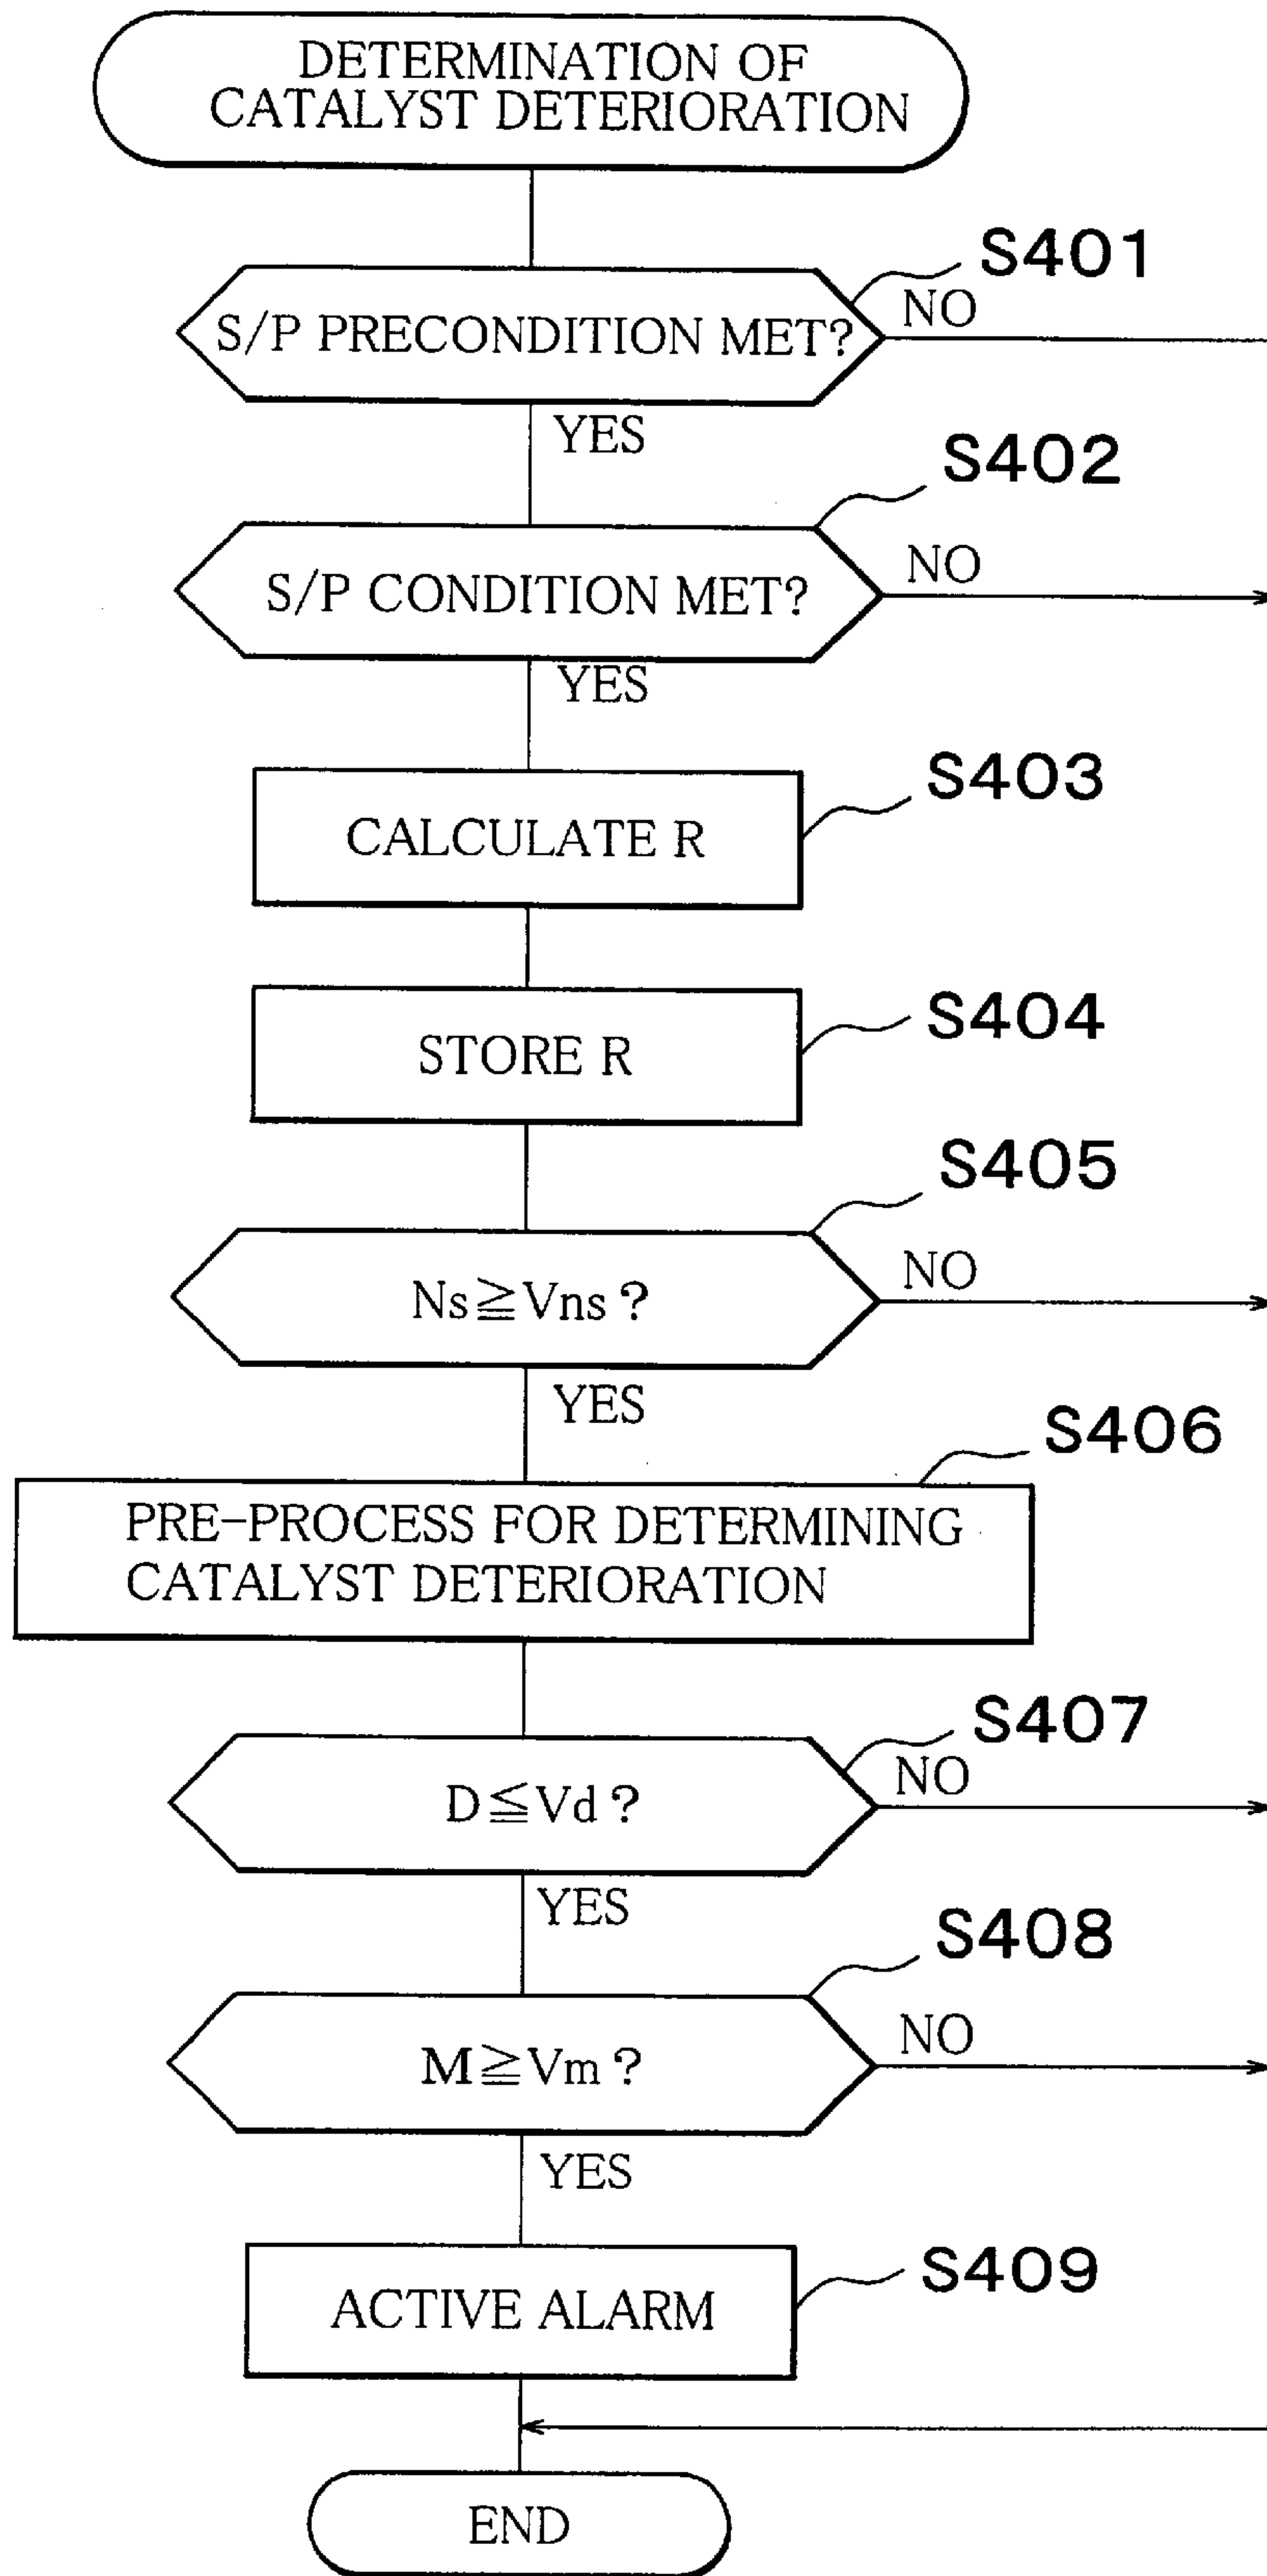 DETERMINATION OF
CATALYST DETERIORATION
S401
S/P PRECONDITION MET?
NO
YES
S402
S/P CONDITION MET?
NO
YES
S403
CALCULATE R
S404
STORE R
S405
Ns≧Vns ?
NO
YES
S406
PRE-PROCESS FOR DETERMINING
CATALYST DETERIORATION
S407
D≦Vd ?
NO
YES
S408
M≧Vm ?
NO
YES
S409
ACTIVE ALARM
END